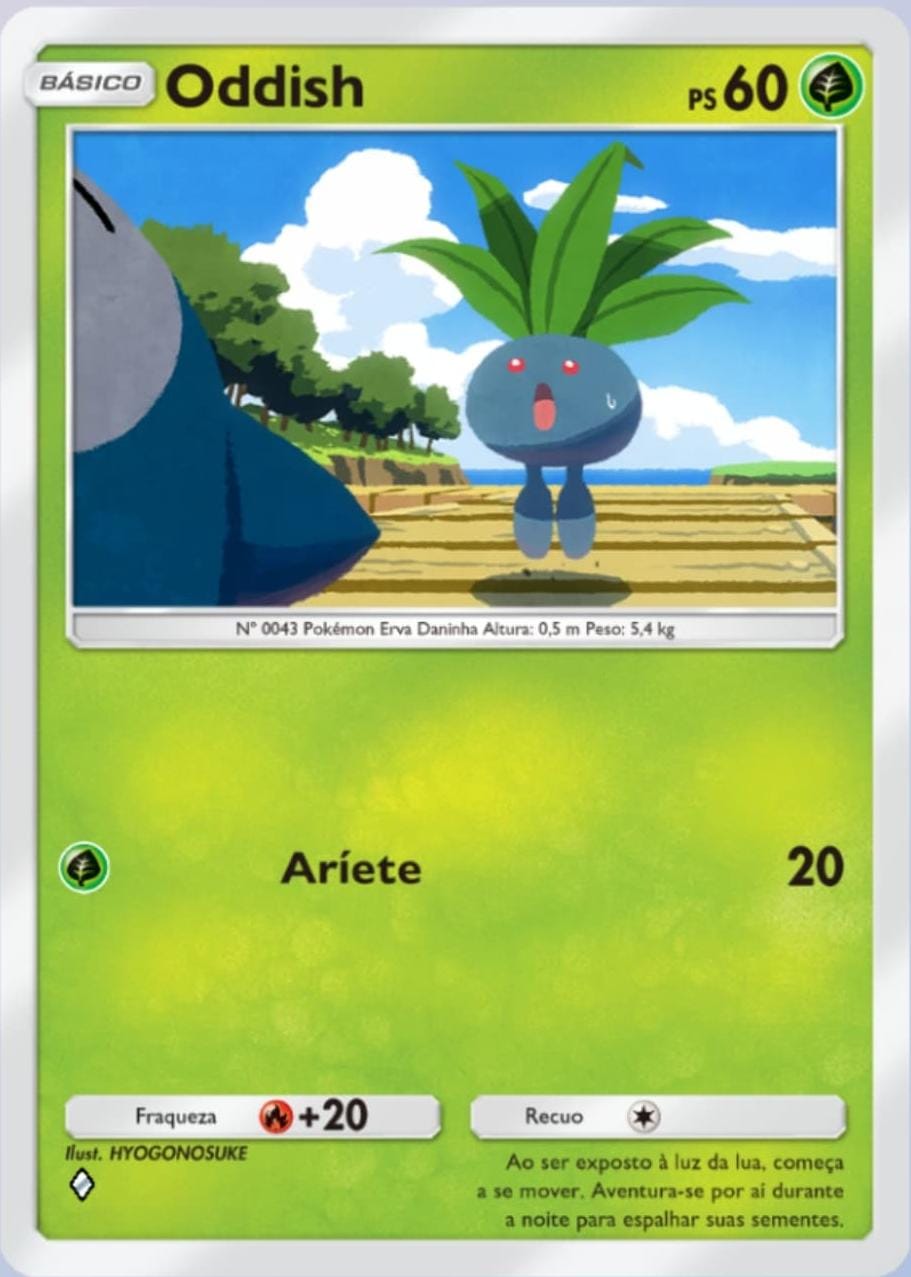 BÁSICO Oddish PS 60
Nº 0043 Pokémon Erva Daninha Altura: 0,5 m Peso: 5,4 kg
Aríete 20
Fraqueza +20 Recuo
Ilust. HYOGONOSUKE
Ao ser exposto à luz da lua, começa
a se mover. Aventura-se por aí durante
a noite para espalhar suas sementes.